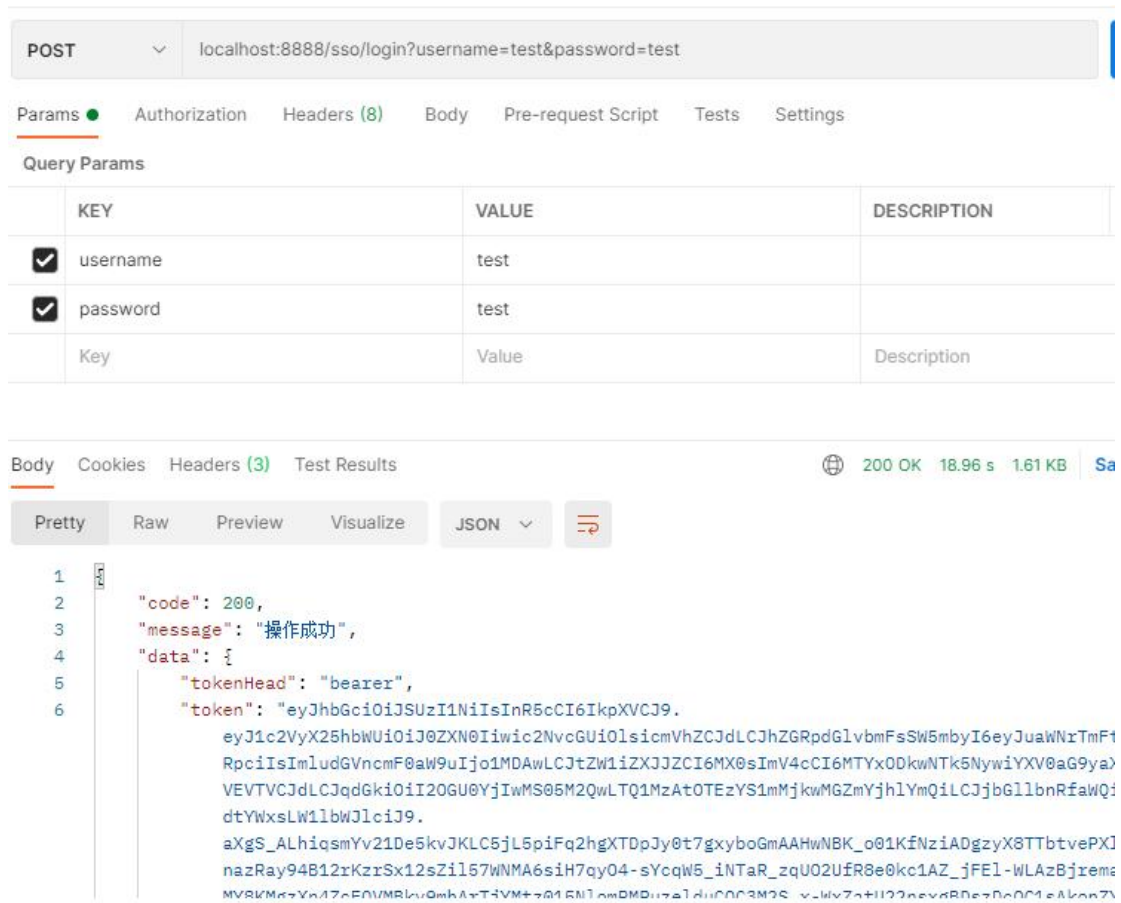 POST localhost:8888/sso/login?username=test&password=test
Params Authorization Headers (8) Body Pre-request Script Tests Settings
Query Params
KEY VALUE DESCRIPTION
username test
password test
Key Value Description
Body Cookies Headers (3) Test Results 200 OK 18.96 s 1.61 KB Sa
Pretty Raw Preview Visualize JSON
1 {
2 "code": 200,
3 "message": "操作成功",
4 "data": {
5 "tokenHead": "bearer",
6 "token": "eyJhbGciOiJSUzI1NiIsInR5cCI6IkpXVCJ9.
eyJ1c2VyX25hbWUiOiJ0ZXN0Iiwic2NvcGUiOlsicmVhZCJdLCJhZGRpdGlvbmFsSW5mbyI6eyJuaWNrTmFt
RpciIsImludGVncmF0aW9uIjo1MDAwLCJtZW1iZXJJZCI6MX0sImV4cCI6MTYxODkwNTk5NywiYXV0aG9yaX
VEVTVCJdLCJqdGkiOiI2OGU0YjIwMS05M2QwLTQ1MzAtOTEzYS1mMjkwMGZmYjhlYmQiLCJjbGllbnRfaWQi
dtYWxsLW1lbWJlciJ9.
aXgS_ALhiqsmYv21De5kvJKLC5jL5piFq2hgXTDpJy0t7gxyboGmAAHwNBK_o01KfNziADgzyX8TTbtvePXl
nazRay94B12rKzrSx12sZil57WNMA6siH7qyO4-sYcqW5_iNTaR_zqUO2UfR8e0kc1AZ_jFEl-WLAzBjrema